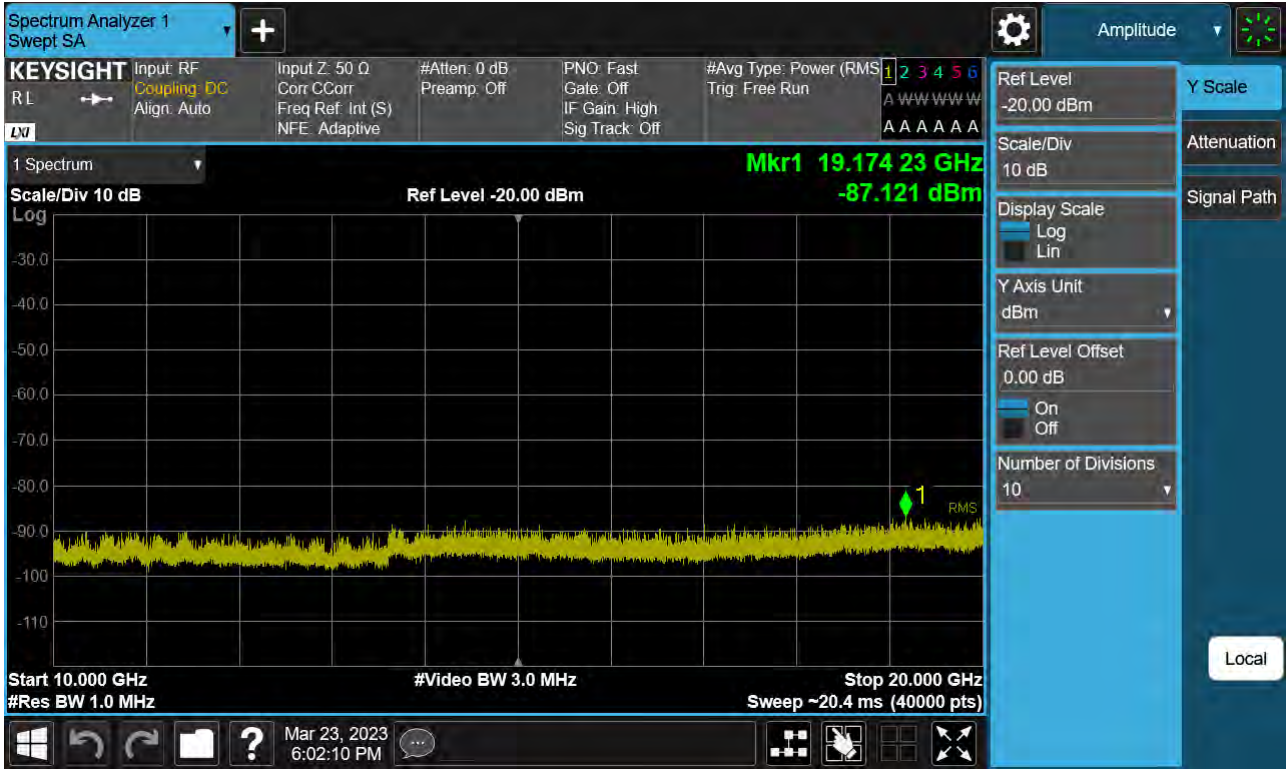 Spectrum Analyzer 1
Swept SA
Amplitude
KEYSIGHT
R L
LXI
Input: RF
Coupling: DC
Align: Auto
Input Z: 50 Ω
Corr CCorr
Freq Ref: Int (S)
NFE: Adaptive
#Atten: 0 dB
Preamp: Off
PNO: Fast
Gate: Off
IF Gain: High
Sig Track: Off
#Avg Type: Power (RMS
Trig: Free Run
1 2 3 4 5 6
A W W W W W
A A A A A A
1 Spectrum
Scale/Div 10 dB
Ref Level -20.00 dBm
Mkr1 19.174 23 GHz
-87.121 dBm
Log
-30.0
-40.0
-50.0
-60.0
-70.0
-80.0
-90.0
-100
-110
1
RMS
Start 10.000 GHz
#Video BW 3.0 MHz
Stop 20.000 GHz
#Res BW 1.0 MHz
Sweep ~20.4 ms (40000 pts)
Ref Level
-20.00 dBm
Scale/Div
10 dB
Display Scale
Log
Lin
Y Axis Unit
dBm
Ref Level Offset
0.00 dB
On
Off
Number of Divisions
10
Y Scale
Attenuation
Signal Path
Local
?
Mar 23, 2023
6:02:10 PM